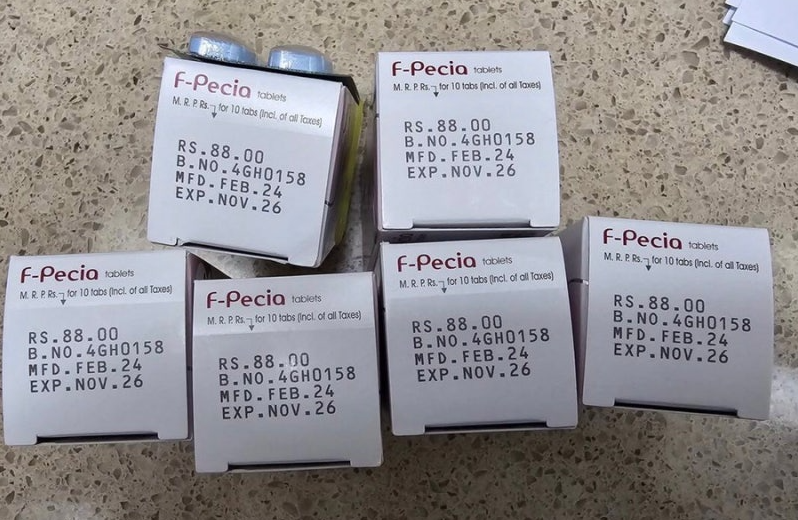 F-Pecia tablets
M. R. P. Rs. for 10 tabs (Incl. of all Taxes)
RS.88.00
B.NO.4GH0158
MFD.FEB.24
EXP.NOV.26
F-Pecia tablets
M. R. P. Rs. for 10 tabs (Incl. of all Taxes)
RS.88.00
B.NO.4GH0158
MFD.FEB.24
EXP.NOV.26
F-Pecia tablets
M. R. P. Rs. for 10 tabs (Incl. of all Taxes)
RS.88.00
B.NO.4GH0158
MFD.FEB.24
EXP.NOV.26
F-Pecia tablets
M. R. P. Rs. for 10 tabs (Incl. of all Taxes)
RS.88.00
B.NO.4GH0158
MFD.FEB.24
EXP.NOV.26
F-Pecia tablets
M. R. P. Rs. for 10 tabs (Incl. of all Taxes)
RS.88.00
B.NO.4GH0158
MFD.FEB.24
EXP.NOV.26
F-Pecia tablets
M. R. P. Rs. for 10 tabs (Incl. of all Taxes)
RS.88.00
B.NO.4GH0158
MFD.FEB.24
EXP.NOV.26